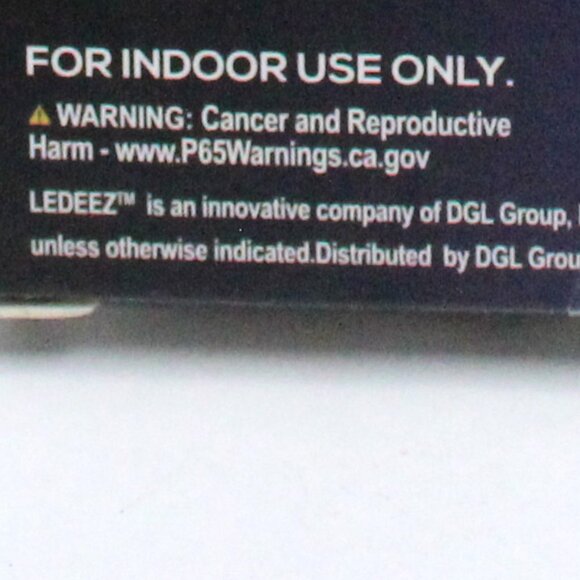 FOR INDOOR USE ONLY.
⚠ WARNING: Cancer and Reproductive
Harm - www.P65Warnings.ca.gov
LEDEEZ™ is an innovative company of DGL Group,
unless otherwise indicated.Distributed by DGL Grou